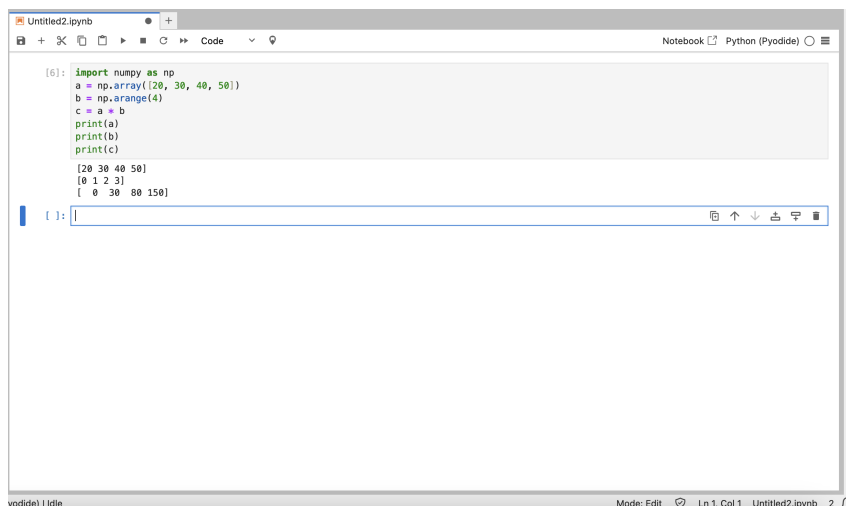 Untitled2.ipynb
Code
Notebook Python (Pyodide)
[6]: import numpy as np
a = np.array([20, 30, 40, 50])
b = np.arange(4)
c = a * b
print(a)
print(b)
print(c)
[20 30 40 50]
[0 1 2 3]
[  0  30  80 150]
[ ]:
yodide) | Idle
Mode: Edit Ln 1, Col 1 Untitled2.ipynb 2